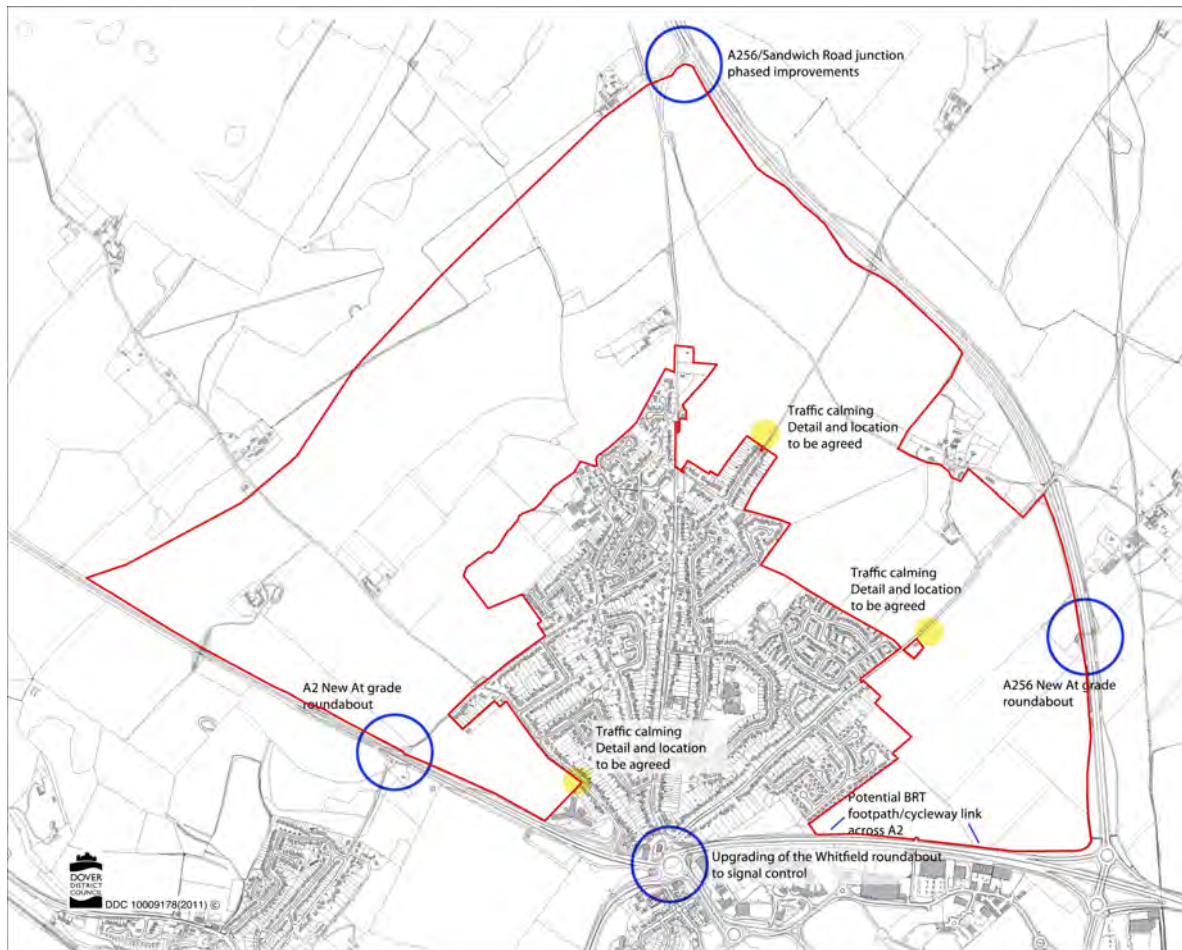 A256/Sandwich Road junction
phased improvements
Traffic calming
Detail and location
to be agreed
Traffic calming
Detail and location
to be agreed
A2 New At grade
roundabout
A256 New At grade
roundabout
Traffic calming
Detail and location
to be agreed
Potential BRT
footpath/cycleway link
across A2
Upgrading of the Whitfield roundabout
to signal control
DOVER
DISTRICT
COUNCIL
DDC 10009178(2011) ©